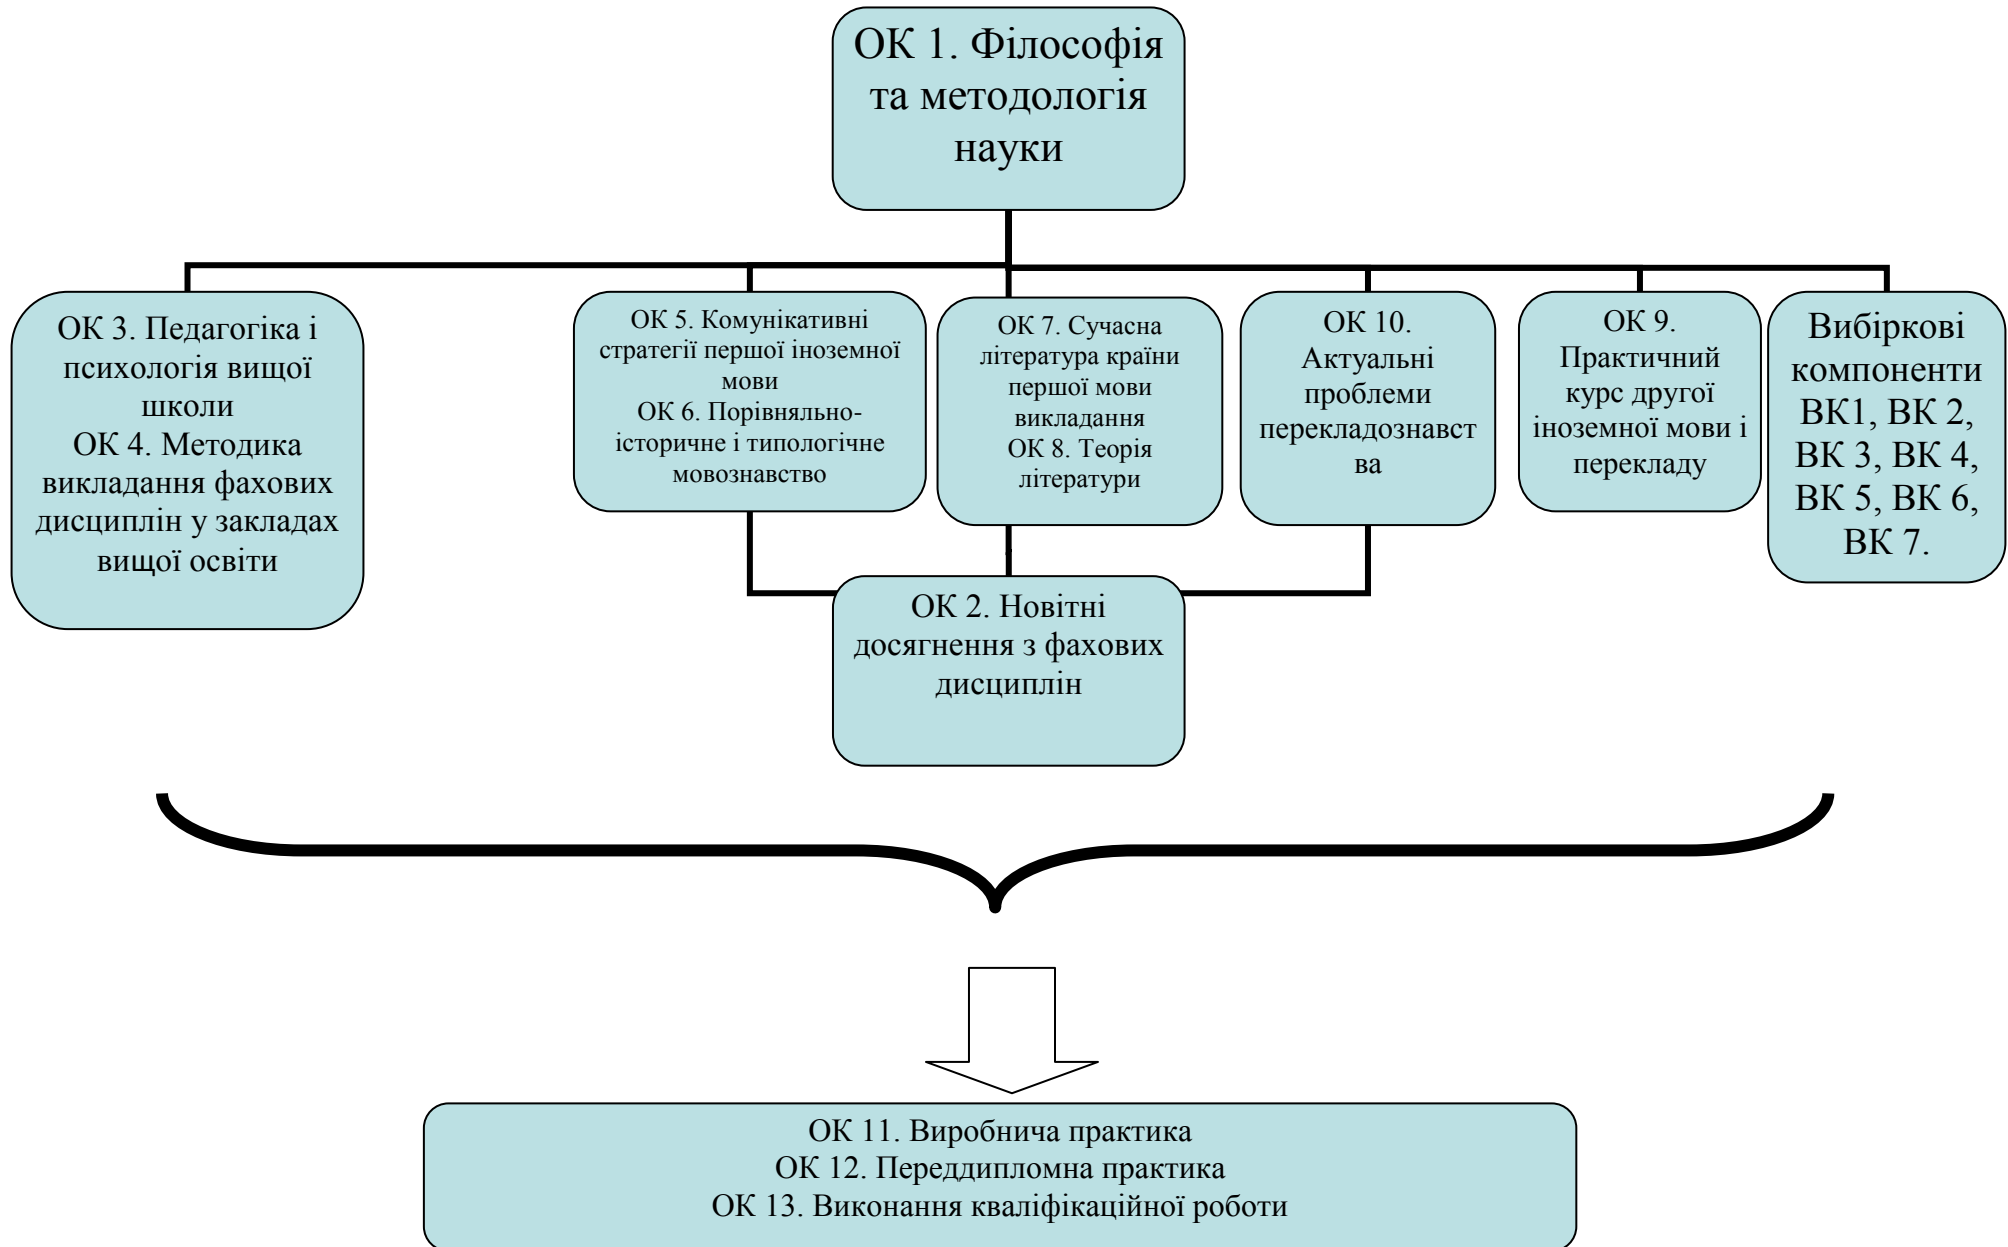 ОК 1. Філософія
та методологія
науки
ОК 3. Педагогіка і
психологія вищої
школи
ОК 4. Методика
викладання фахових
дисциплін у закладах
вищої освіти
ОК 5. Комунікативні
стратегії першої іноземної
мови
ОК 6. Порівняльно-
історичне і типологічне
мовознавство
ОК 7. Сучасна
література країни
першої мови
викладання
ОК 8. Теорія
літератури
ОК 10.
Актуальні
проблеми
перекладознавст
ва
ОК 9.
Практичний
курс другої
іноземної мови і
перекладу
Вибіркові
компоненти
ВК1, ВК 2,
ВК 3, ВК 4,
ВК 5, ВК 6,
ВК 7.
ОК 2. Новітні
досягнення з фахових
дисциплін
ОК 11. Виробнича практика
ОК 12. Переддипломна практика
ОК 13. Виконання кваліфікаційної роботи